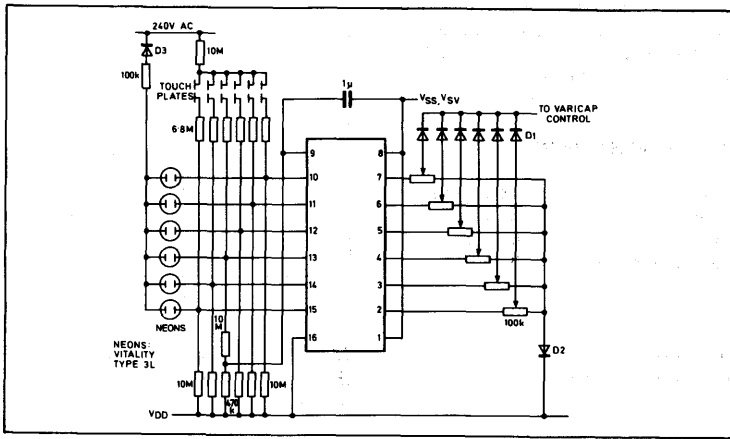 240V AC
D3
10M
100k
TOUCH
PLATES
6·8M
1μ
VSS, VSV
TO VARICAP
CONTROL
D1
9
8
10
7
11
6
12
5
13
4
14
3
15
2
16
1
NEONS
10
M
100k
NEONS:
VITALITY
TYPE 3L
10M
470
k
10M
D2
VDD